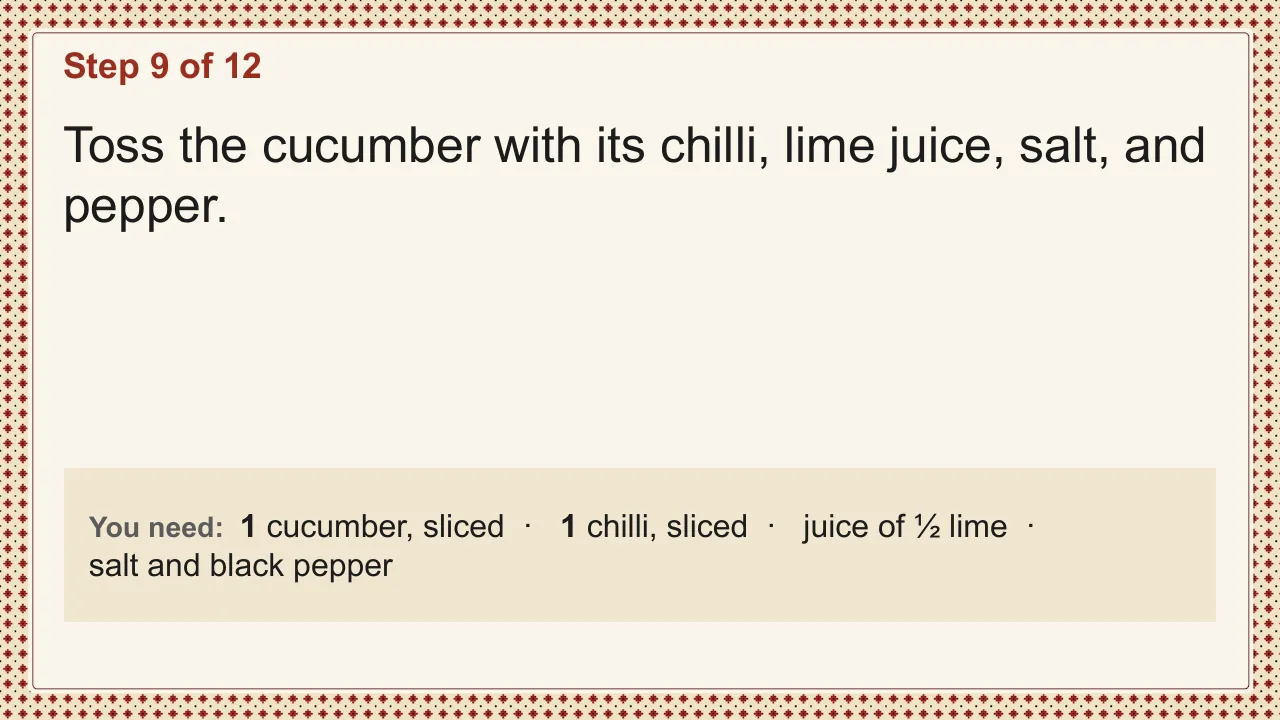 Step 9 of 12
Toss the cucumber with its chilli, lime juice, salt, and
pepper.
You need: 1 cucumber, sliced · 1 chilli, sliced · juice of ½ lime ·
salt and black pepper